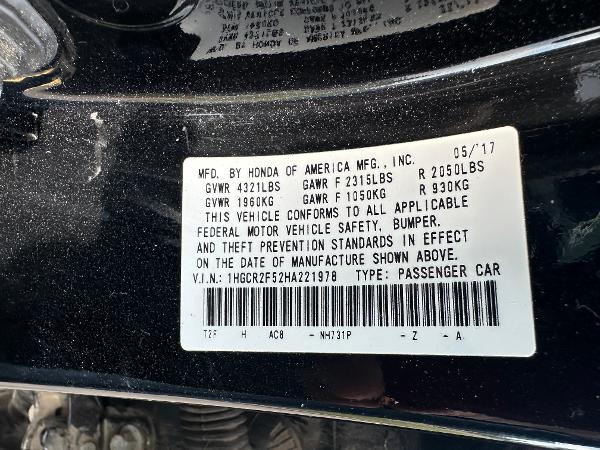 MFD. BY HONDA OF AMERICA MFG., INC. 05/'17
GVWR 4321LBS GAWR F 2315LBS R 2050LBS
GVWR 1960KG GAWR F 1050KG R 930KG
THIS VEHICLE CONFORMS TO ALL APPLICABLE
FEDERAL MOTOR VEHICLE SAFETY, BUMPER,
AND THEFT PREVENTION STANDARDS IN EFFECT
ON THE DATE OF MANUFACTURE SHOWN ABOVE.
V.I.N.: 1HGCR2F52HA221978 TYPE: PASSENGER CAR
H AC8 - NH731P - Z - A